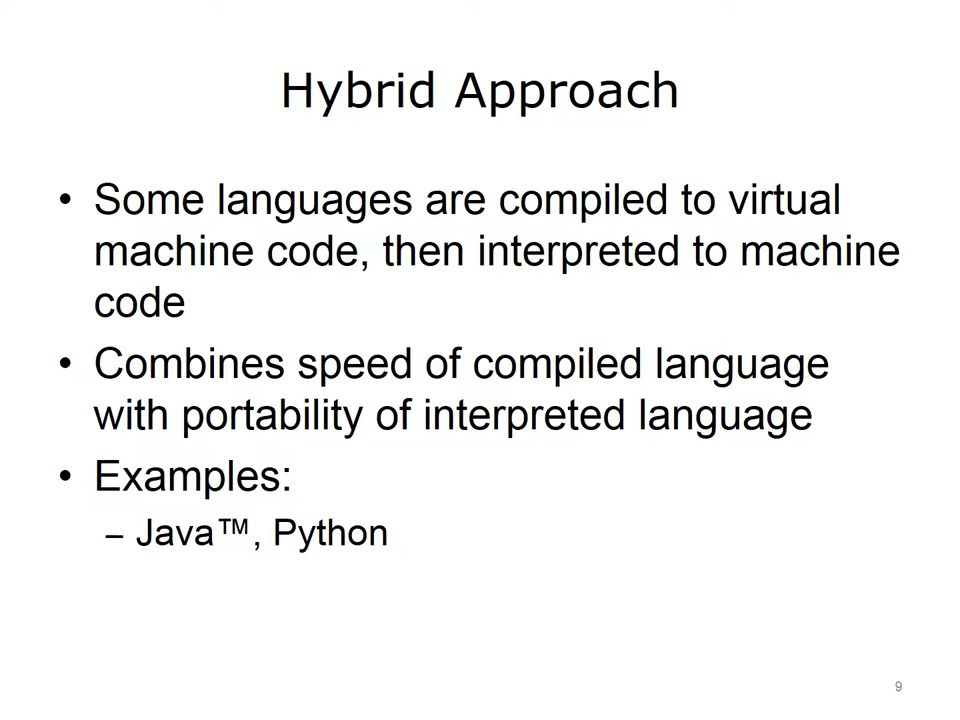 Hybrid Approach
• Some languages are compiled to virtual
machine code, then interpreted to machine
code
• Combines speed of compiled language
with portability of interpreted language
• Examples:
– Java™, Python
9